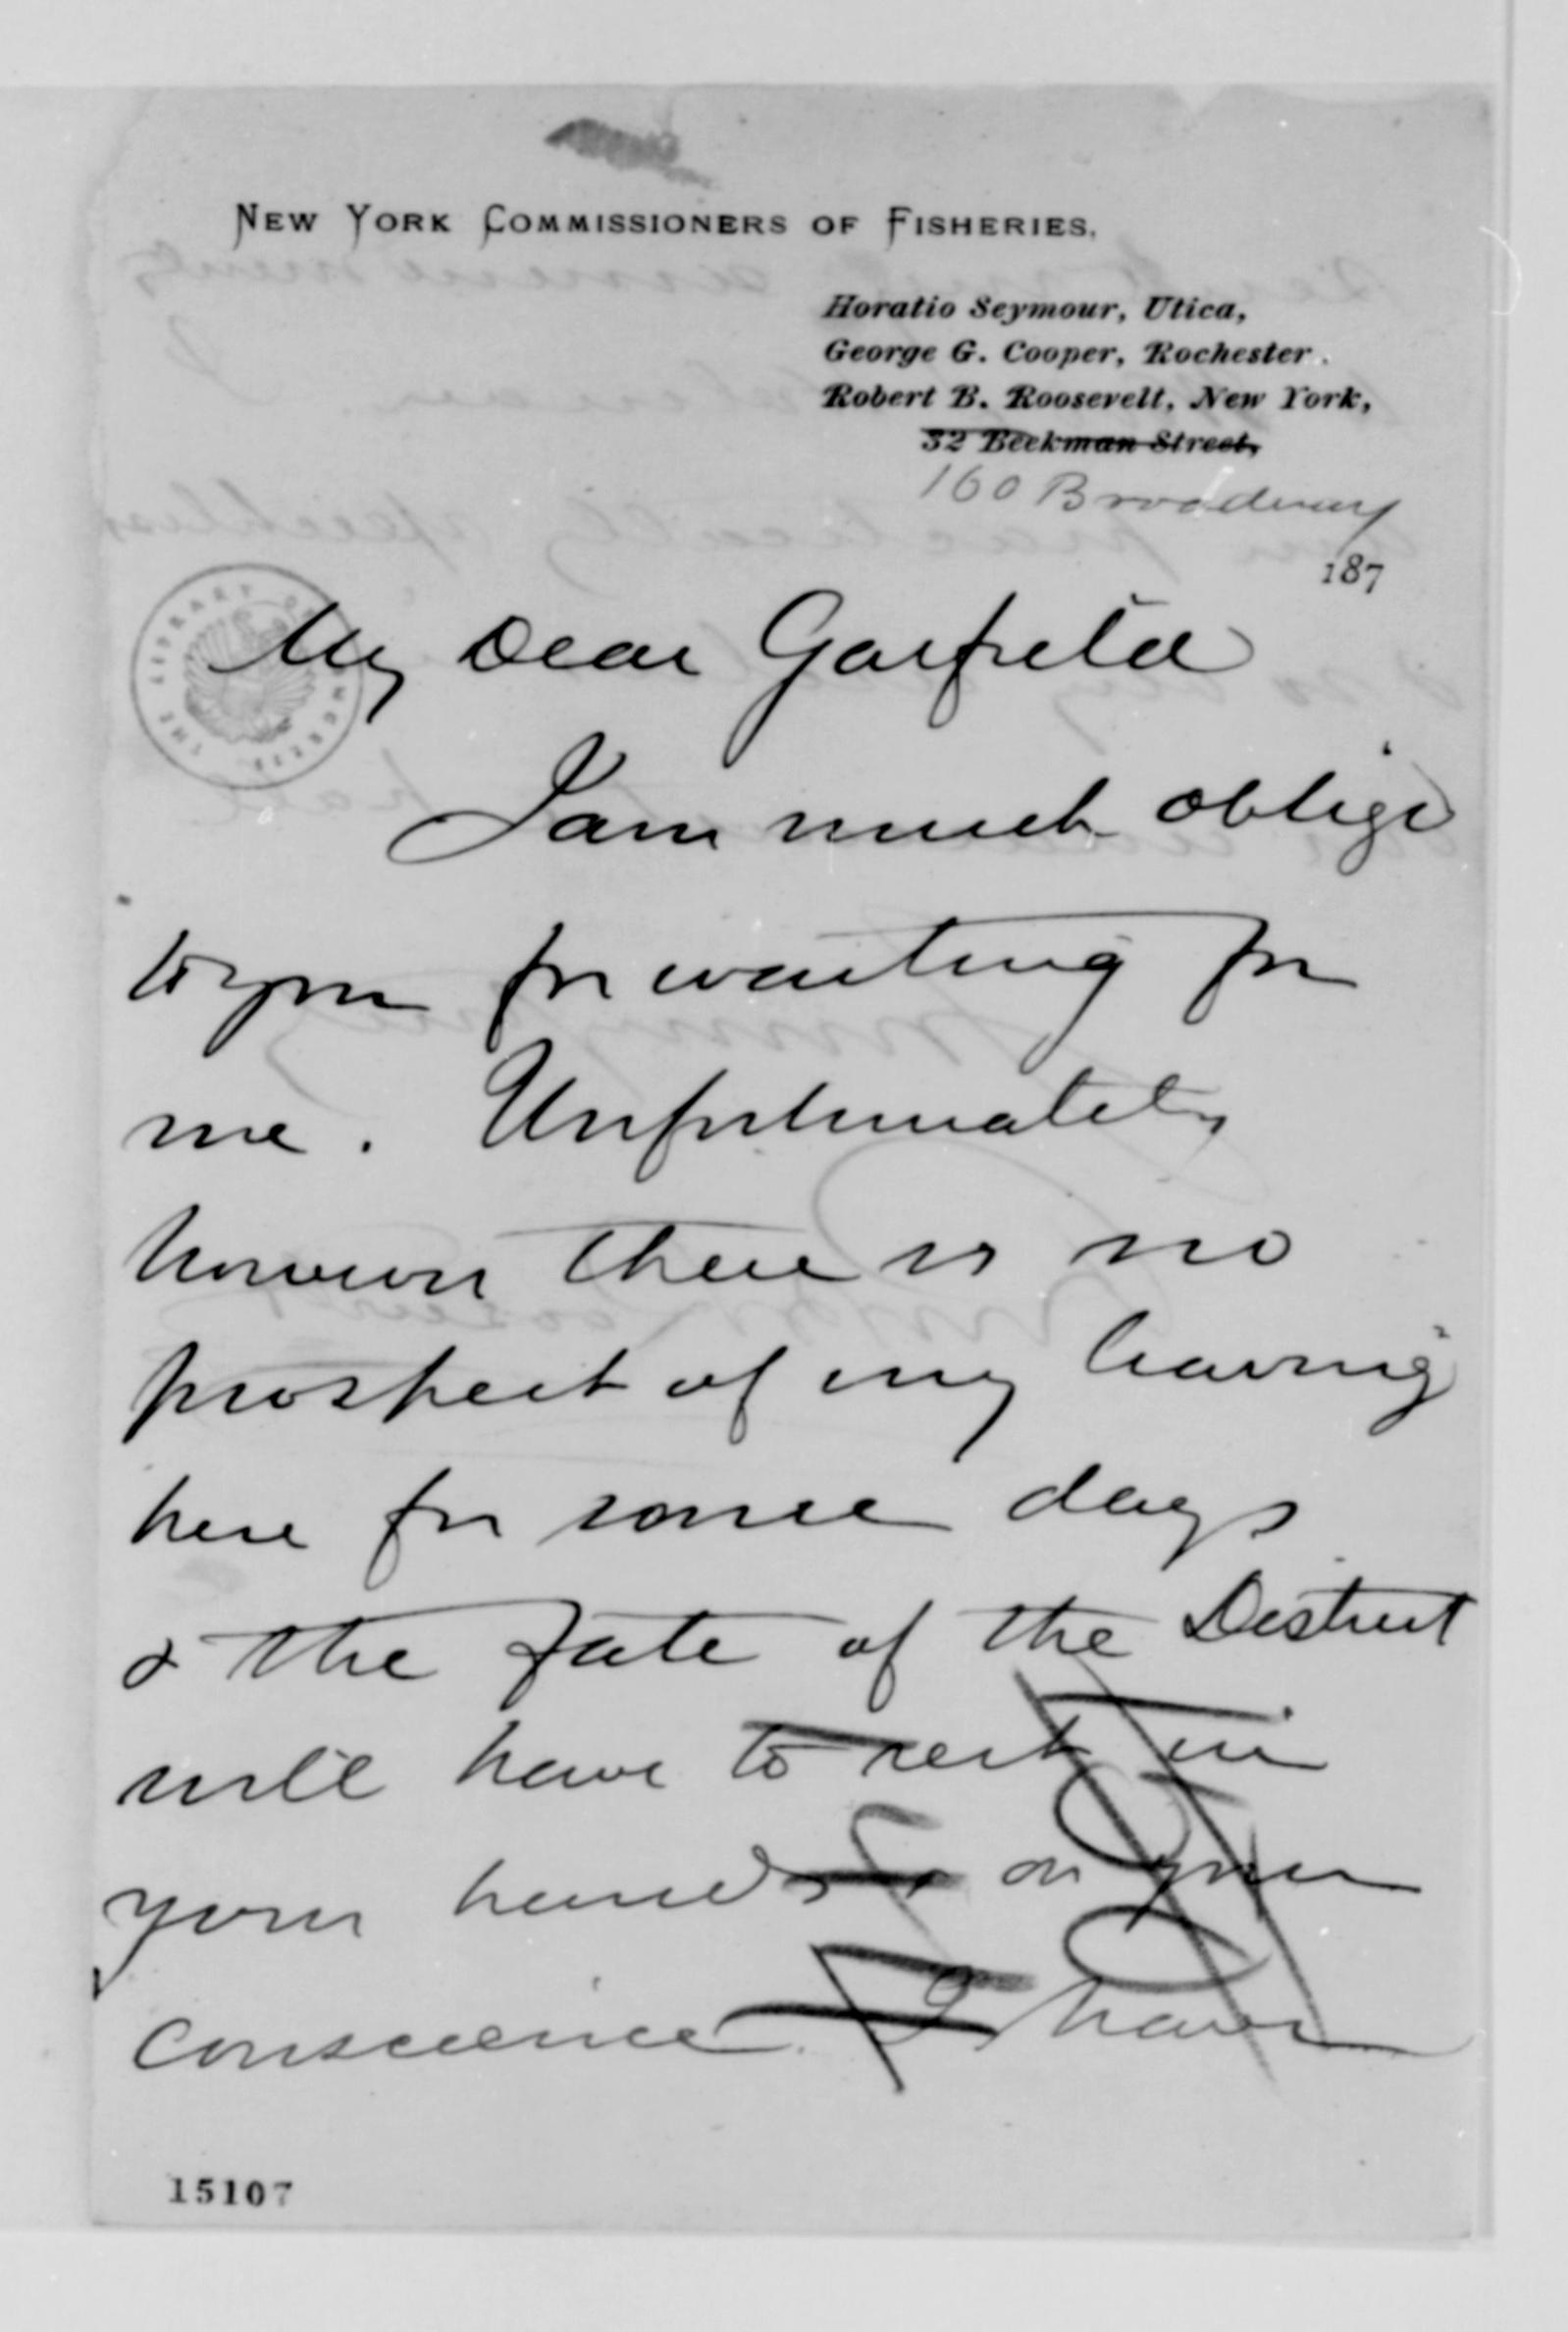 NEW YORK COMMISSIONERS OF FISHERIES.
Horatio Seymour, Utica,
George G. Cooper, Rochester.
Robert B. Roosevelt, New York,
32 Beekman Street,
160 Broadway
187
My Dear Garfield
I am much oblige
to you for waiting for
me. Unfortunately
however there is no
prospect of my leaving
here for some days
& the fate of the District
will have to rest in
your hands or your
conscience. I have
15107